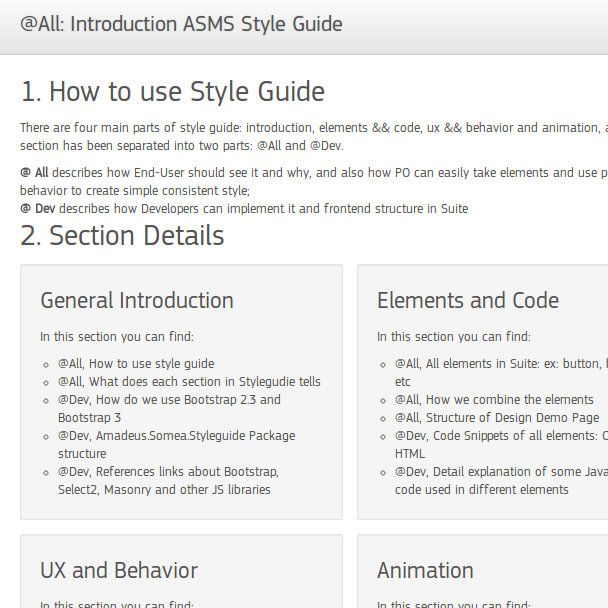 @All: Introduction ASMS Style Guide
1. How to use Style Guide
There are four main parts of style guide: introduction, elements && code, ux && behavior and animation,
section has been separated into two parts: @All and @Dev.
@ All describes how End-User should see it and why, and also how PO can easily take elements and use
behavior to create simple consistent style;
@ Dev describes how Developers can implement it and frontend structure in Suite
2. Section Details
General Introduction
In this section you can find:
@All, How to use style guide
@All, What does each section in Stylegudie tells
@Dev, How do we use Bootstrap 2.3 and
Bootstrap 3
@Dev, Amadeus.Somea.Styleguide Package
structure
@Dev, References links about Bootstrap,
Select2, Masonry and other JS libraries
Elements and Code
In this section you can find:
@All, All elements in Suite: ex: button,
etc
@All, How we combine the elements
@All, Structure of Design Demo Page
@Dev, Code Snippets of all elements:
HTML
@Dev, Detail explanation of some
code used in different elements
UX and Behavior
In this section you can find:
Animation
In this section you can find: